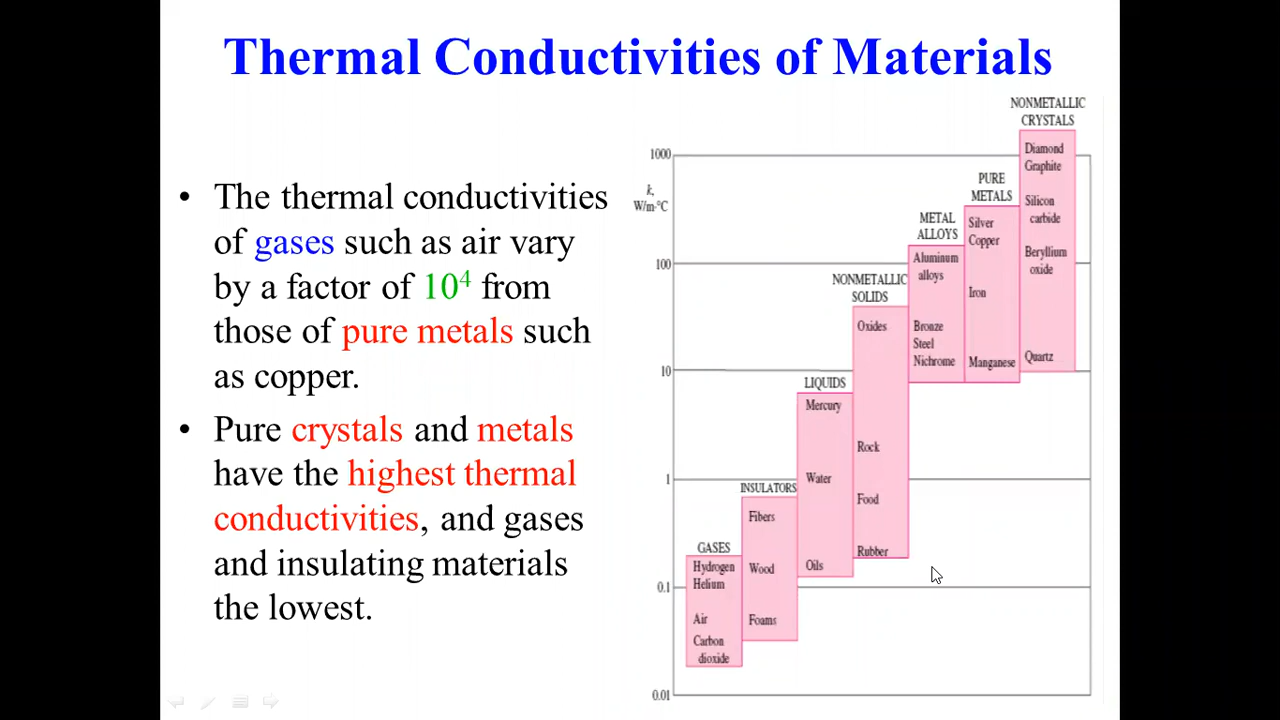 Thermal Conductivities of Materials
• The thermal conductivities
of gases such as air vary
by a factor of 10⁴ from
those of pure metals such
as copper.
• Pure crystals and metals
have the highest thermal
conductivities, and gases
and insulating materials
the lowest.
1000
k,
W/m·°C
100
10
1
0.1
0.01
GASES
Hydrogen
Helium
Air
Carbon
dioxide
INSULATORS
Fibers
Wood
Foams
LIQUIDS
Mercury
Water
Oils
NONMETALLIC
SOLIDS
Oxides
Rock
Food
Rubber
METAL
ALLOYS
Aluminum
alloys
Bronze
Steel
Nichrome
PURE
METALS
Silver
Copper
Iron
Manganese
NONMETALLIC
CRYSTALS
Diamond
Graphite
Silicon
carbide
Beryllium
oxide
Quartz